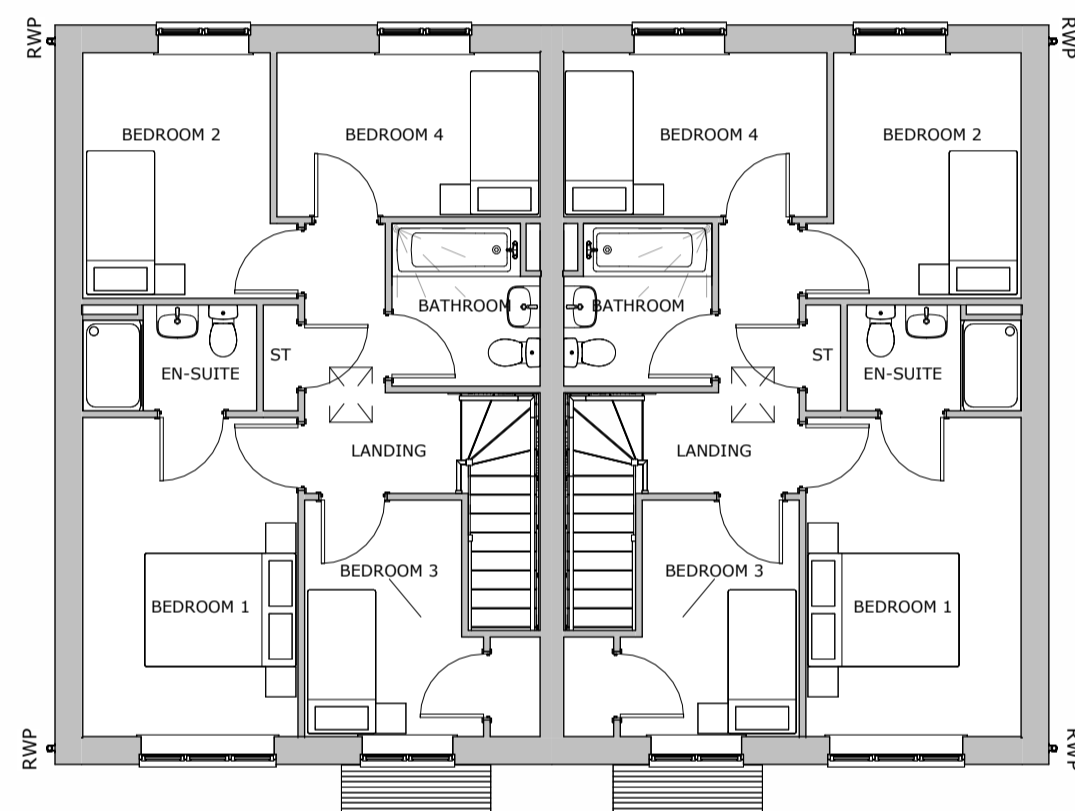 RWP
RWP
BEDROOM 2
BEDROOM 4
BEDROOM 4
BEDROOM 2
BATHROOM
BATHROOM
ST
ST
EN-SUITE
EN-SUITE
LANDING
LANDING
BEDROOM 3
BEDROOM 3
BEDROOM 1
BEDROOM 1
RWP
RWP